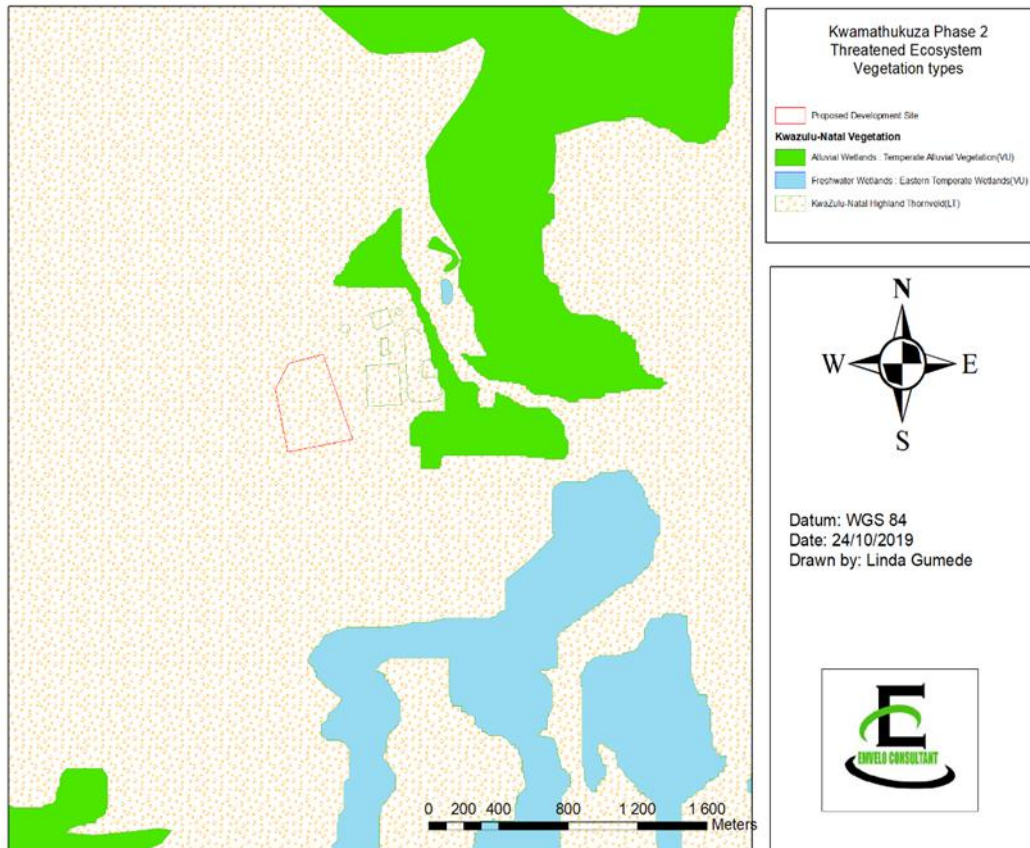 Kwamathukuza Phase 2
Threatened Ecosystem
Vegetation types
Proposed Development Site
Kwazulu-Natal Vegetation
Alluvial Wetlands : Temperate Alluvial Vegetation(VU)
Freshwater Wetlands : Eastern Temperate Wetlands(VU)
KwaZulu-Natal Highland Thornveld(LT)
N
W
E
S
Datum: WGS 84
Date: 24/10/2019
Drawn by: Linda Gumede
E
EMVELO CONSULTANT
0 200 400 800 1 200 1 600
Meters